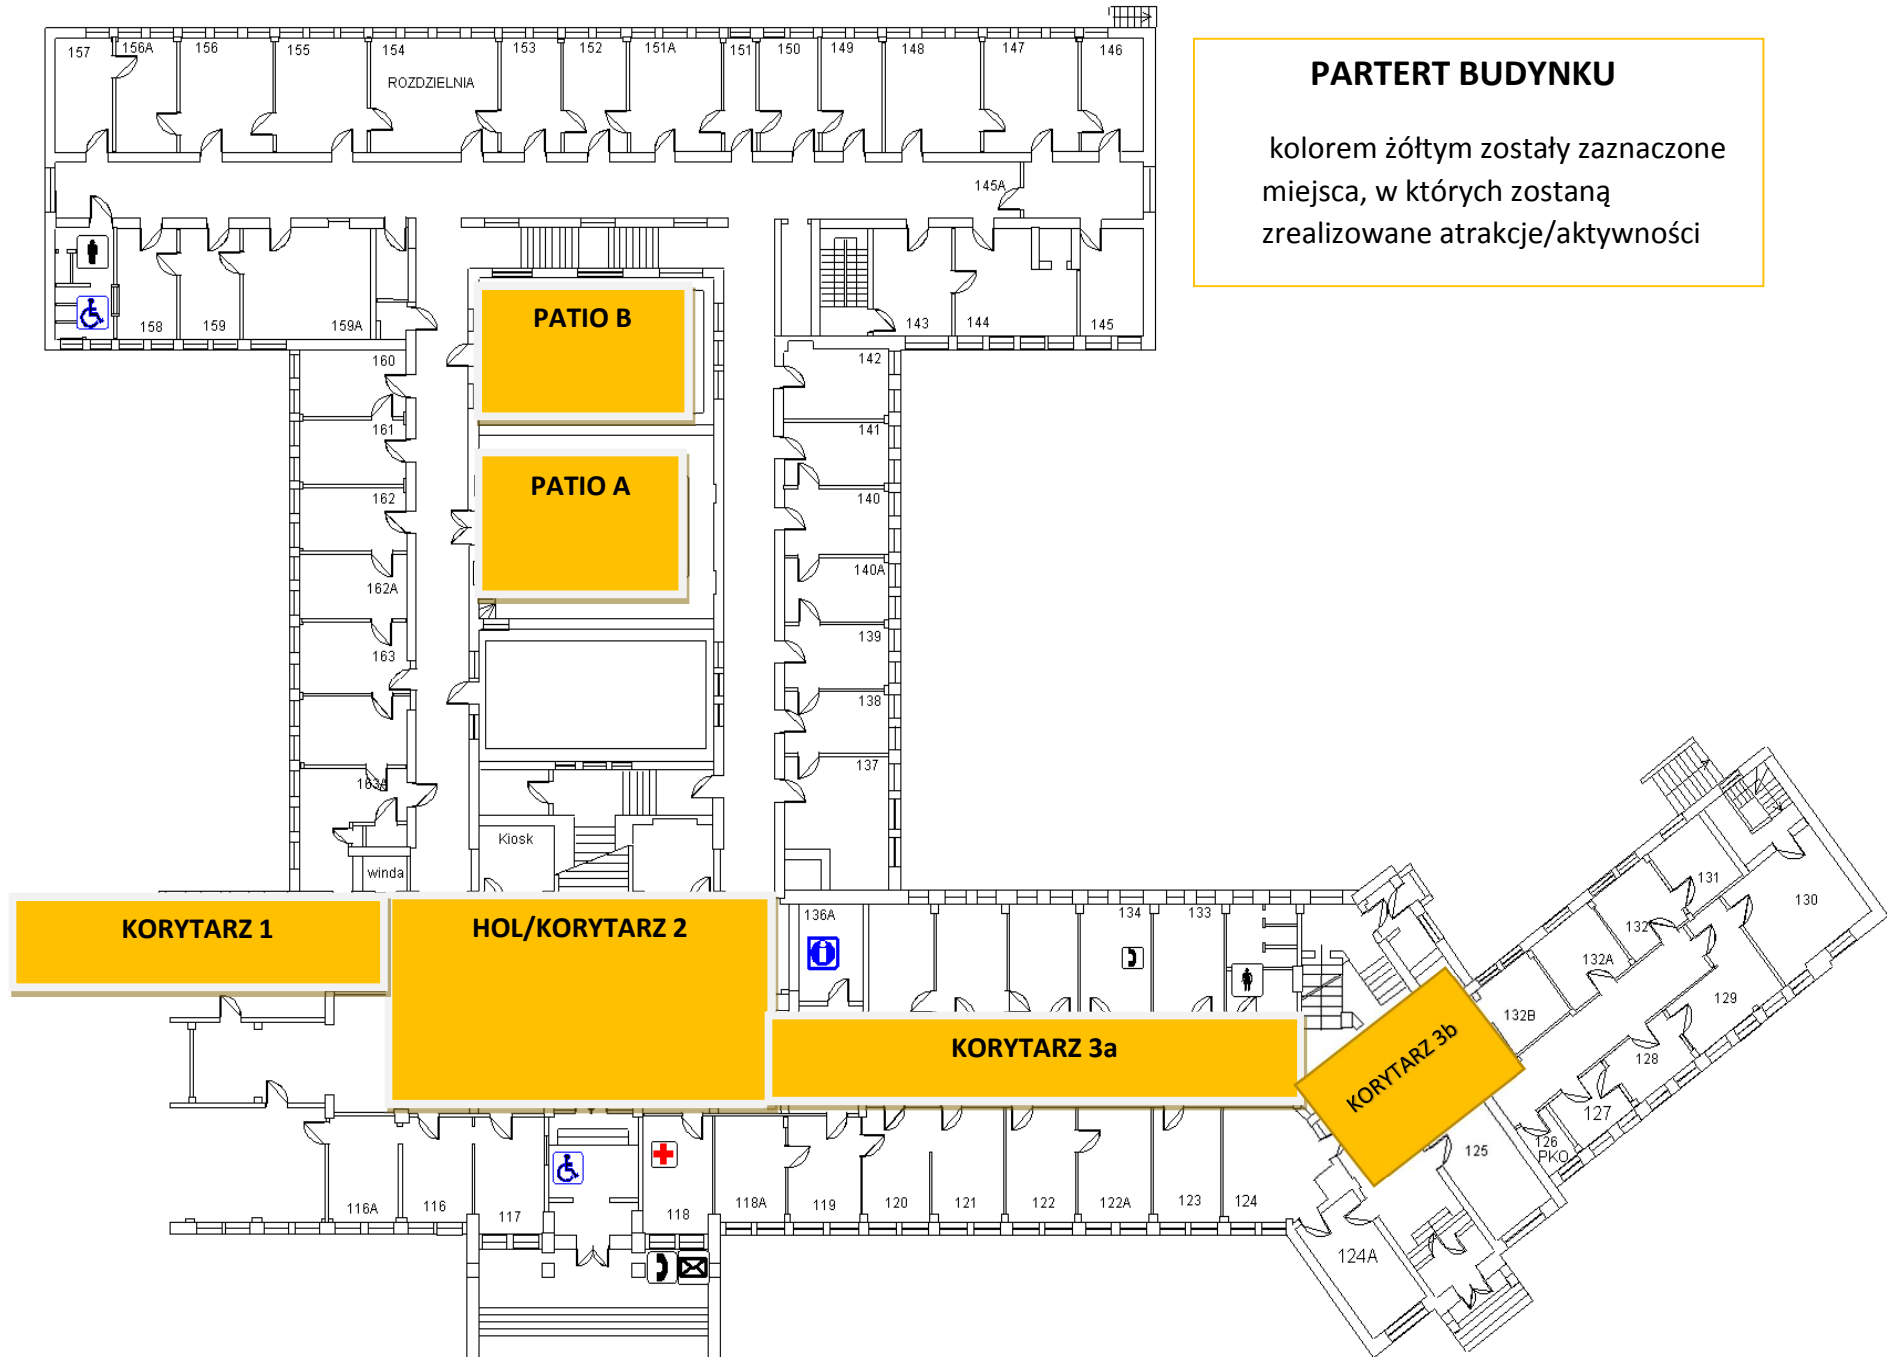 157
156A
156
155
154
153
152
151A
151
150
149
148
147
146
ROZDZIELNIA
PARTERT BUDYNKU
kolorem żółtym zostały zaznaczone
miejsca, w których zostaną
zrealizowane atrakcje/aktywności
145A
158
159
159A
PATIO B
143
144
145
160
142
161
141
PATIO A
162
140
162A
140A
163
139
138
163A
137
Kiosk
winda
KORYTARZ 1
HOL/KORYTARZ 2
136A
134
133
131
130
132
132A
129
132B
128
KORYTARZ 3a
KORYTARZ 3b
127
126
PKO
125
116A
116
117
118
118A
119
120
121
122
122A
123
124
124A